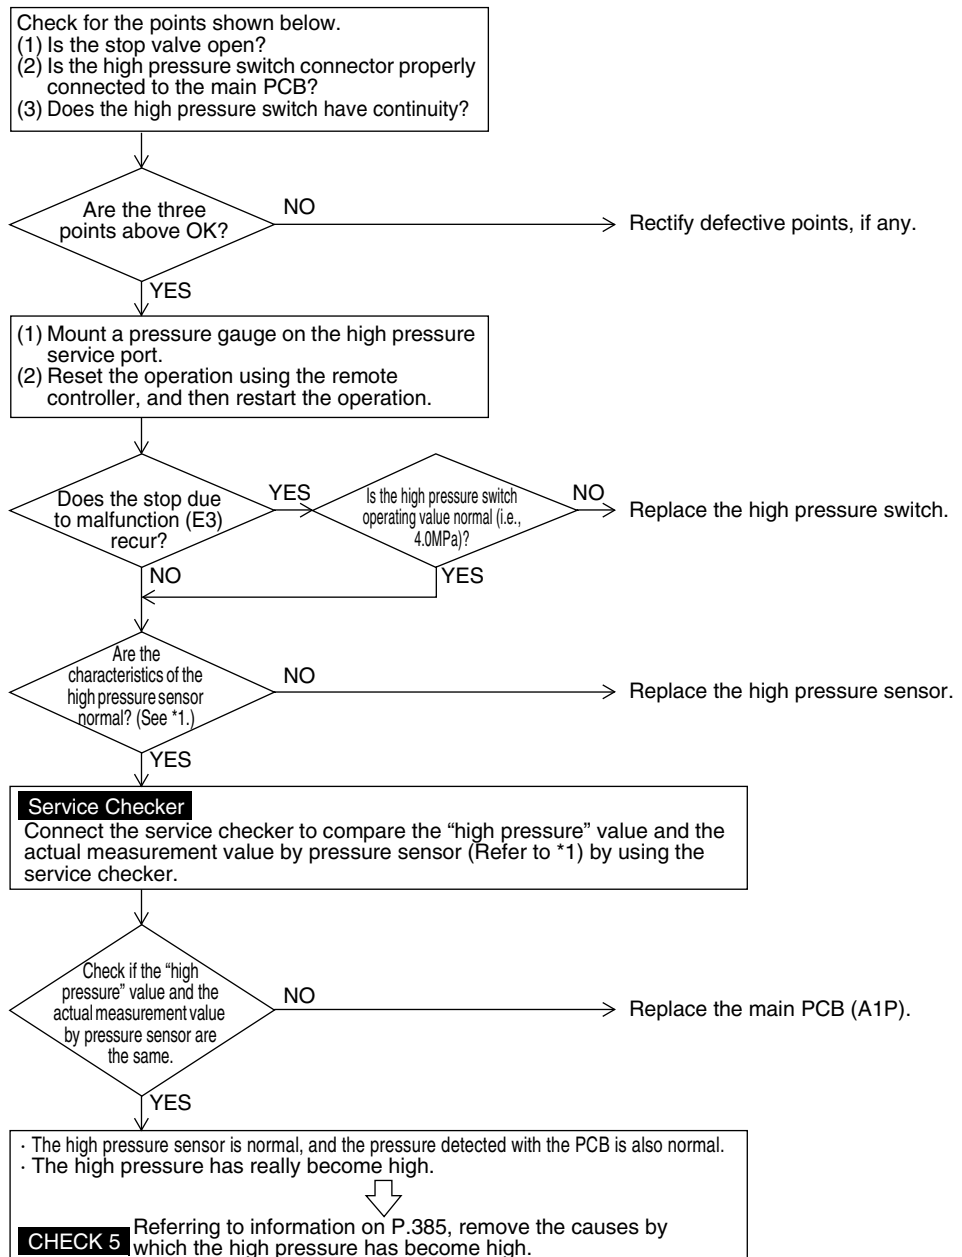 Check for the points shown below.
(1) Is the stop valve open?
(2) Is the high pressure switch connector properly
connected to the main PCB?
(3) Does the high pressure switch have continuity?
Are the three
points above OK?
NO
Rectify defective points, if any.
YES
(1) Mount a pressure gauge on the high pressure
service port.
(2) Reset the operation using the remote
controller, and then restart the operation.
Does the stop due
to malfunction (E3)
recur?
YES
Is the high pressure switch
operating value normal (i.e.,
4.0MPa)?
NO
Replace the high pressure switch.
NO
YES
Are the
characteristics of the
high pressure sensor
normal? (See *1.)
NO
Replace the high pressure sensor.
YES
Service Checker
Connect the service checker to compare the “high pressure” value and the
actual measurement value by pressure sensor (Refer to *1) by using the
service checker.
Check if the “high
pressure” value and the
actual measurement value
by pressure sensor are
the same.
NO
Replace the main PCB (A1P).
YES
· The high pressure sensor is normal, and the pressure detected with the PCB is also normal.
· The high pressure has really become high.
CHECK 5
Referring to information on P.385, remove the causes by
which the high pressure has become high.